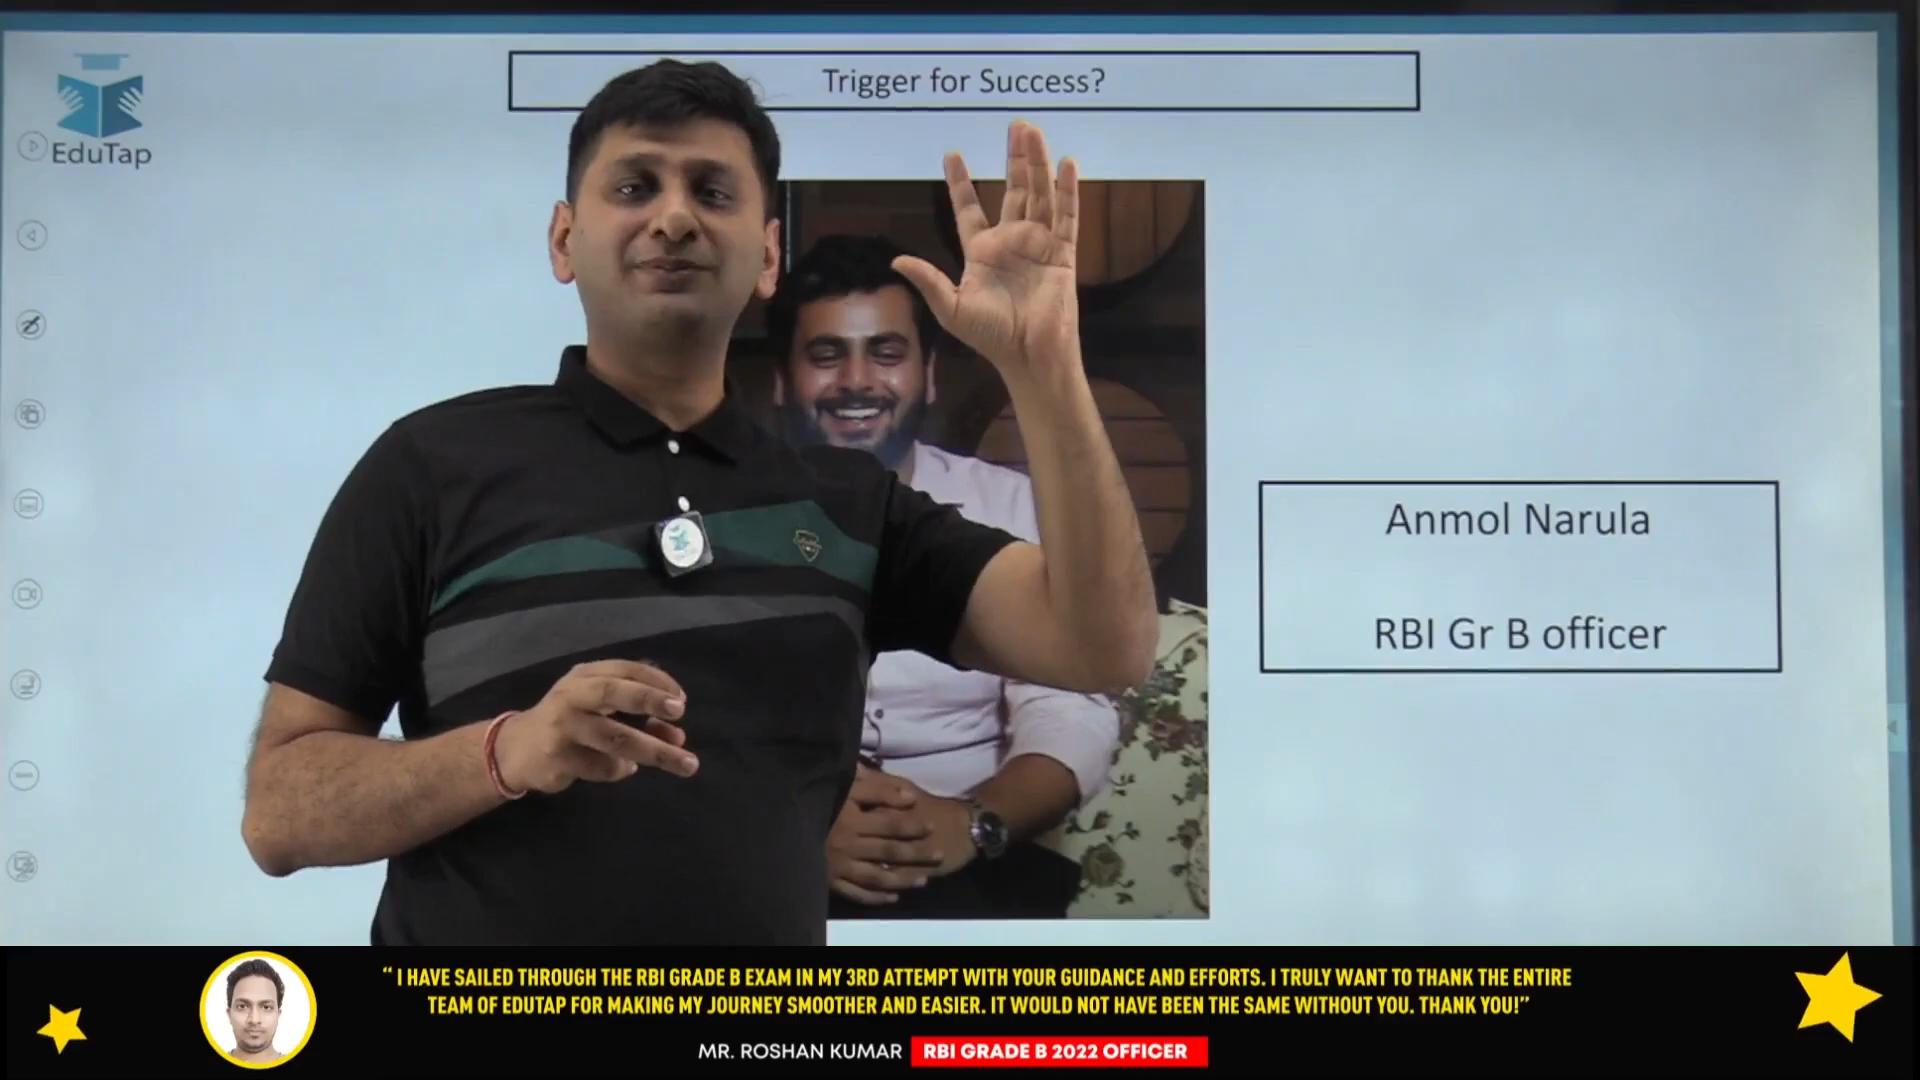 Trigger for Success?
EduTap
Anmol Narula
RBI Gr B officer
“ I HAVE SAILED THROUGH THE RBI GRADE B EXAM IN MY 3RD ATTEMPT WITH YOUR GUIDANCE AND EFFORTS. I TRULY WANT TO THANK THE ENTIRE
TEAM OF EDUTAP FOR MAKING MY JOURNEY SMOOTHER AND EASIER. IT WOULD NOT HAVE BEEN THE SAME WITHOUT YOU. THANK YOU!”
MR. ROSHAN KUMAR RBI GRADE B 2022 OFFICER